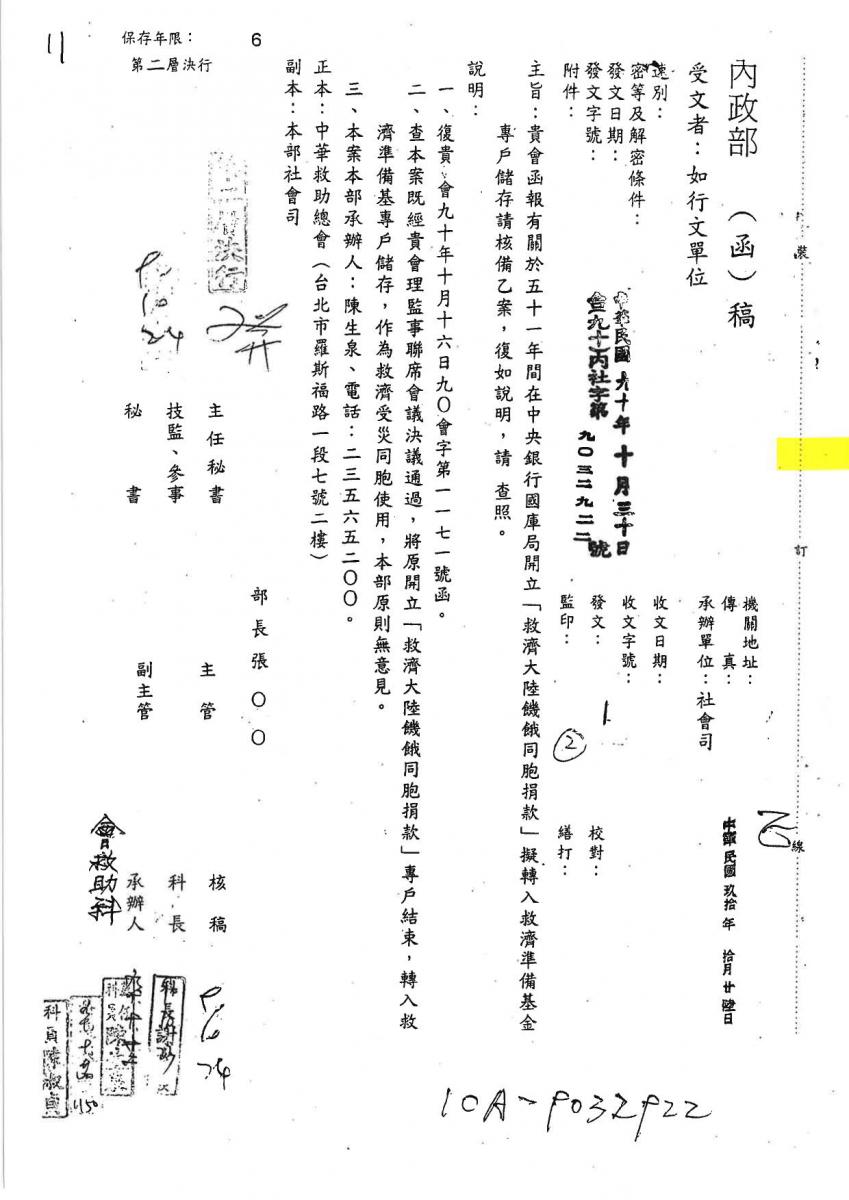 保存年限: 6
第二層決行
11
內政部 (函)稿
受文者:如行文單位
速別:
密等及解密條件:
發文日期:中華民國九十年十月三十日
發文字號:九十內社字第九〇三二九二二號
附件:
機關地址:
傳 真:
承辦單位:社會司
中華民國玖拾年 拾月廿陸日
收文日期:
收文字號:
發文:
監印:
校對:
繕打:
1
②
主旨:貴會函報有關於五十一年間在中央銀行國庫局開立「救濟大陸饑餓同胞捐款」擬轉入救濟準備基金
專戶儲存請核備乙案,復如說明,請 查照。
說明:
一、復貴 會九十年十月十六日九〇會字第一一七一號函。
二、查本案既經貴會理監事聯席會議決議通過,將原開立「救濟大陸饑餓同胞捐款」專戶結束,轉入救
濟準備基專戶儲存,作為救濟受災同胞使用,本部原則無意見。
三、本案本部承辦人:陳生泉、電話:二三五六五二〇〇。
正本:中華救助總會(台北市羅斯福路一段七號二樓)
副本:本部社會司
部長張〇〇
第二層決行
主任秘書
技監、參事
秘 書
主 管
副主管
核 稿
科 長
承辦人
會救助科
科員陳淑貞
1150
裝
訂
線
10A-9032922